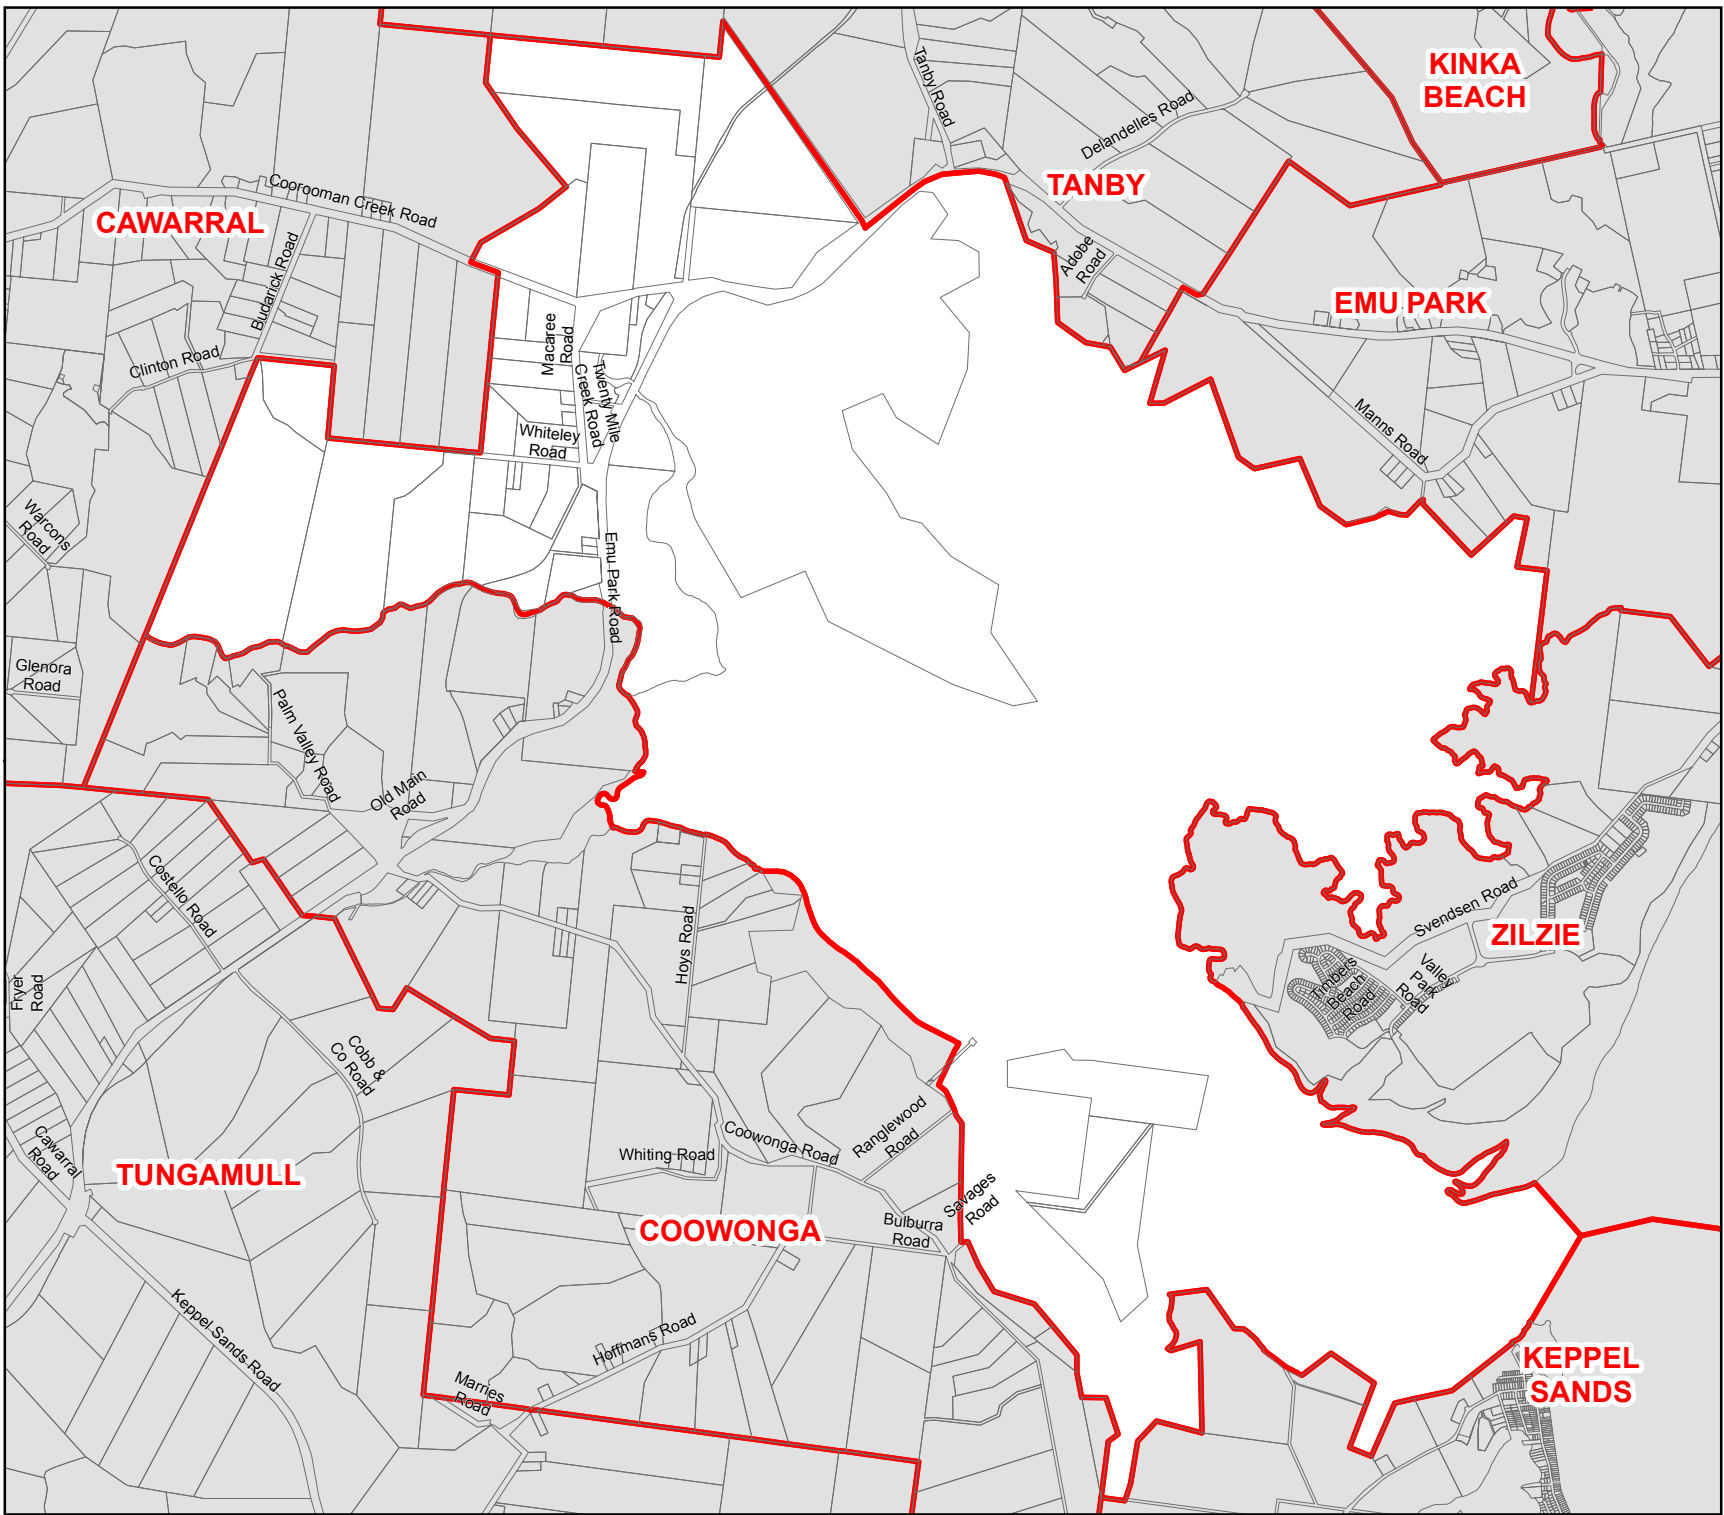 KINKA
BEACH
Tanby Road
Delandelles Road
TANBY
Coorooman Creek Road
CAWARRAL
Budarick Road
Adobe
Road
EMU PARK
Clinton Road
Macaree
Road
Twenty Mile
Creek Road
Whiteley
Road
Manns Road
Warcons
Road
Emu Park Road
Glenora
Road
Palm Valley Road
Old Main
Road
Costello Road
Svendsen Road
ZILZIE
Hoys Road
Fryer
Road
Timbers
Beach
Road
Valley
Park
Road
Cobb &
Co Road
Ranglewood
Road
Coowonga Road
Whiting Road
Cawarral
Road
TUNGAMULL
Savages
Road
Bulburra
Road
COOWONGA
Keppel Sands Road
Hoffmans Road
Marries
Road
KEPPEL
SANDS